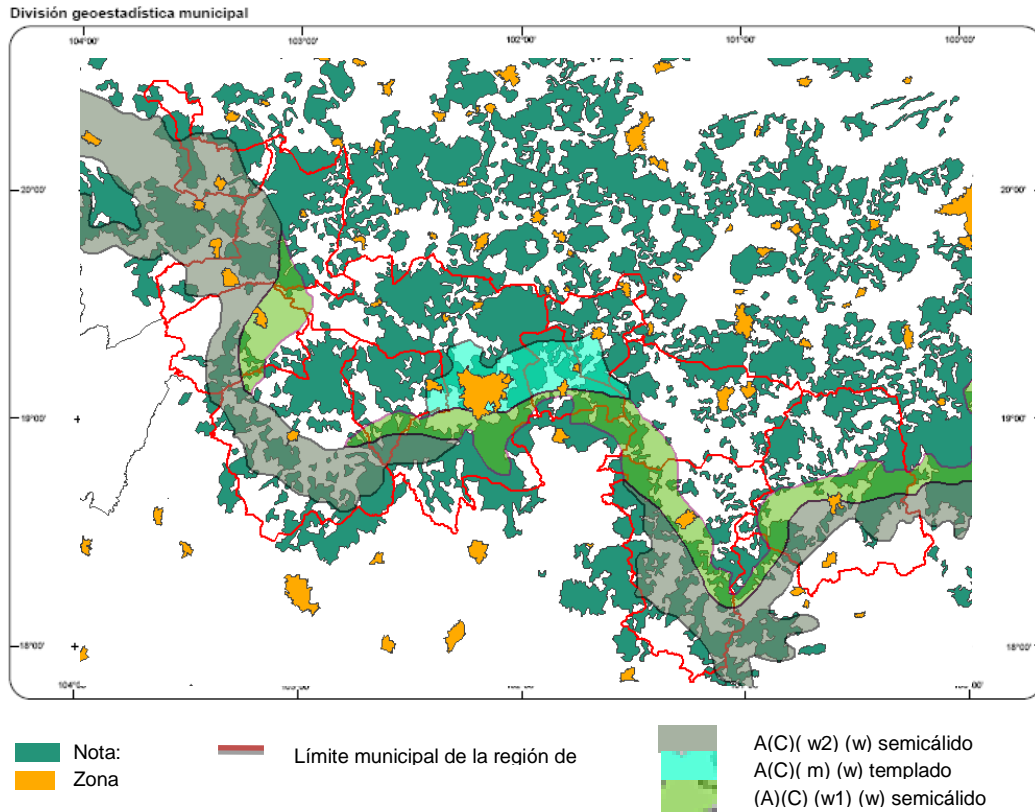 División geoestadística municipal
104°00' 103°00' 102°00' 101°00' 100°00'
20°00' 20°00'
19°00' 19°00'
18°00' 18°00'
Nota:
Zona
Límite municipal de la región de
A(C)( w2) (w) semicálido
A(C)( m) (w) templado
(A)(C) (w1) (w) semicálido